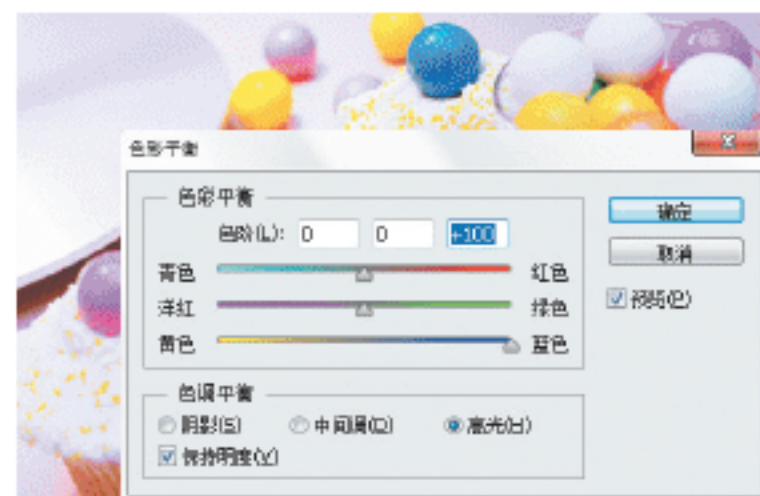 色彩平衡
色彩平衡
色阶(L): 0 0 +100
确定
取消
青色 红色
洋红 绿色
预览(P)
黄色 蓝色
色调平衡
阴影(S) 中间调(D) 高光(H)
保持明度(V)